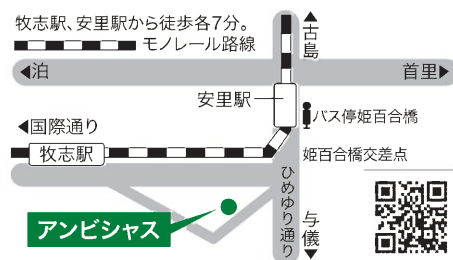 牧志駅、安里駅から徒歩各7分。
モノレール路線
▲古島
◀泊
首里▶
安里駅
バス停姫百合橋
◀国際通り
牧志駅
姫百合橋交差点
ひめゆり通り
アンビシャス
与儀▼